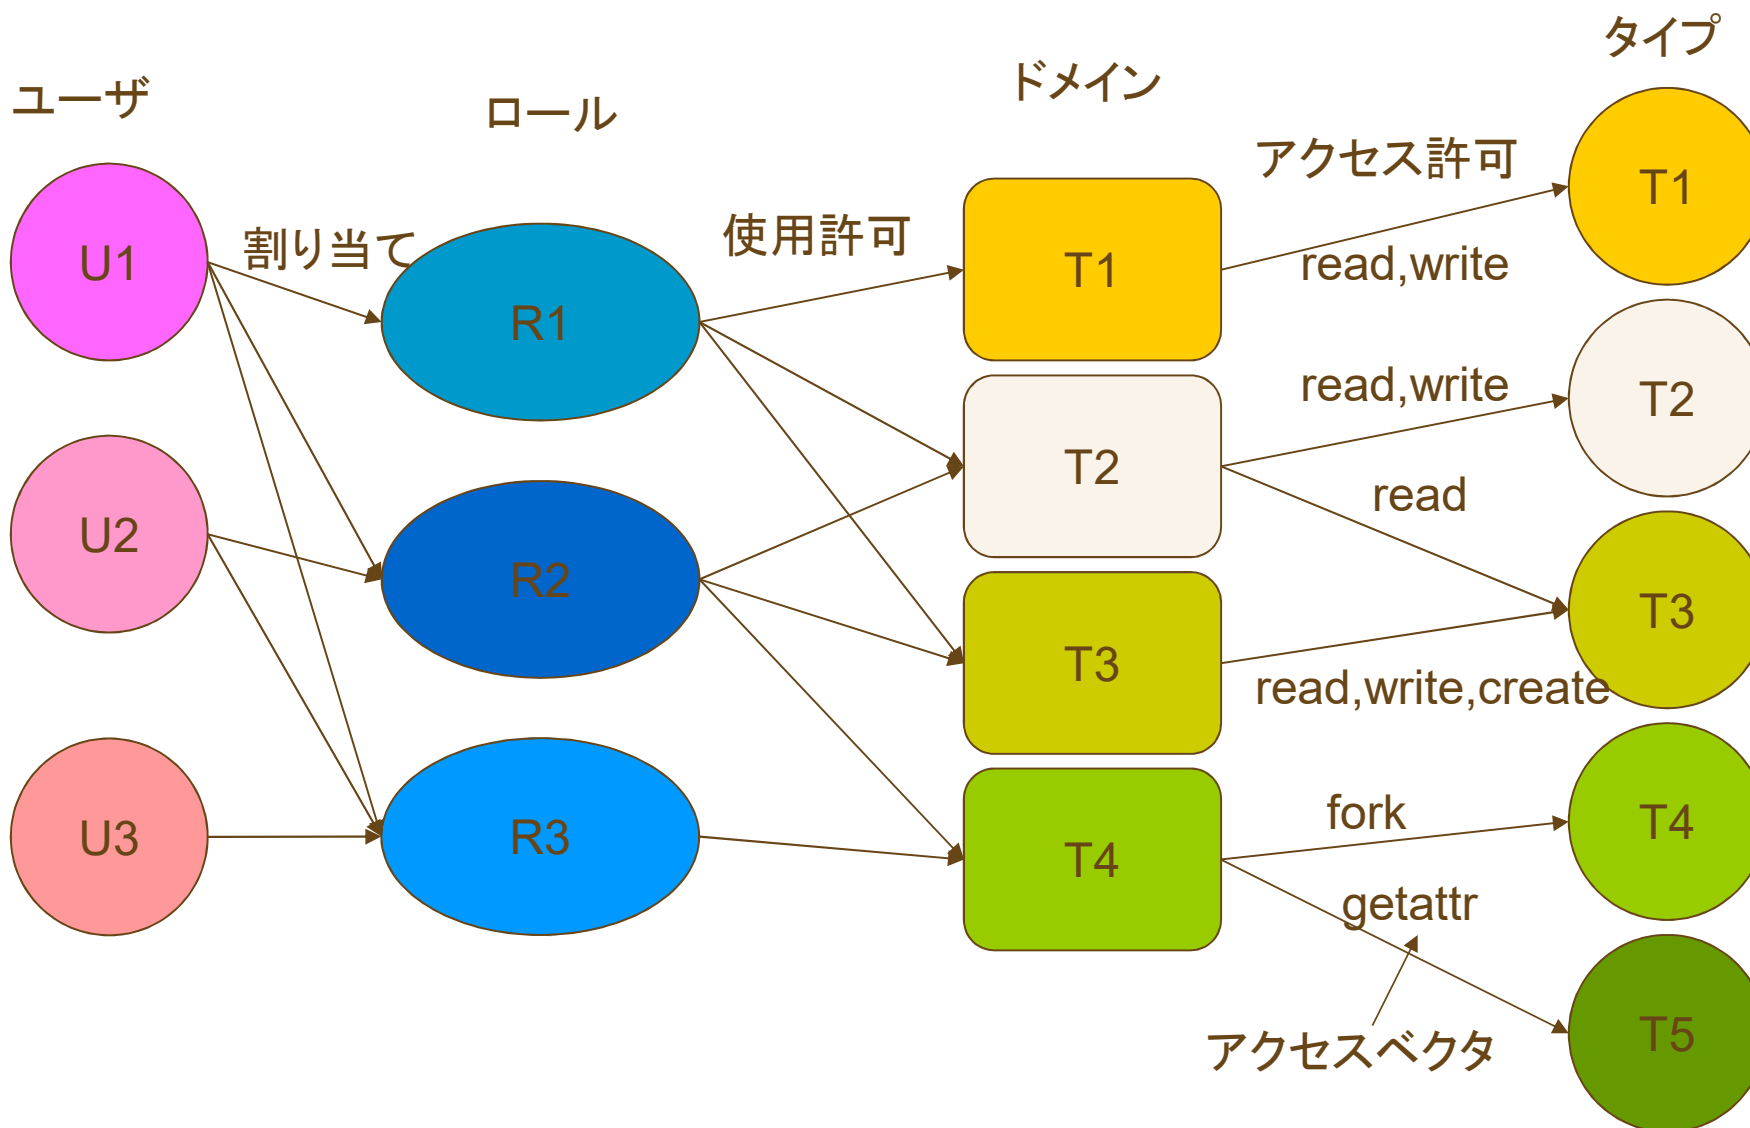 タイプ
ドメイン
ユーザ
ロール
アクセス許可
T1
使用許可
割り当て
U1
T1
read,write
R1
read,write
T2
T2
read
U2
R2
T3
T3
read,write,create
fork
T4
U3
R3
T4
getattr
T5
アクセスベクタ